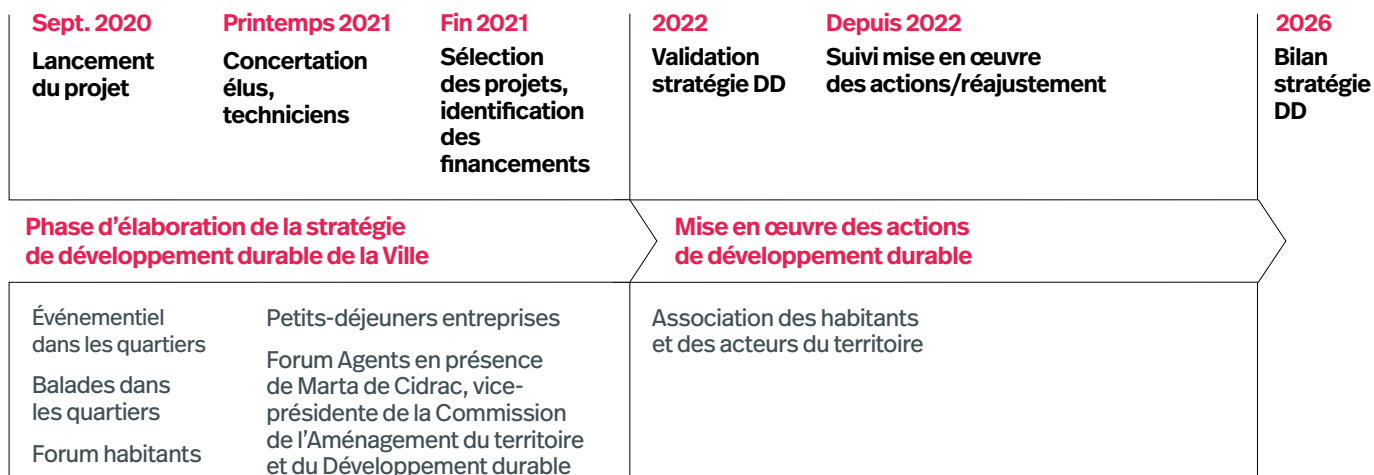 Sept. 2020
Lancement
du projet
Printemps 2021
Concertation
élus,
techniciens
Fin 2021
Sélection
des projets,
identification
des
financements
2022
Validation
stratégie DD
Depuis 2022
Suivi mise en œuvre
des actions/réajustement
2026
Bilan
stratégie
DD
Phase d’élaboration de la stratégie
de développement durable de la Ville
Mise en œuvre des actions
de développement durable
Événementiel
dans les quartiers
Balades dans
les quartiers
Forum habitants
Petits-déjeuners entreprises
Forum Agents en présence
de Marta de Cidrac, vice-
présidente de la Commission
de l’Aménagement du territoire
et du Développement durable
Association des habitants
et des acteurs du territoire